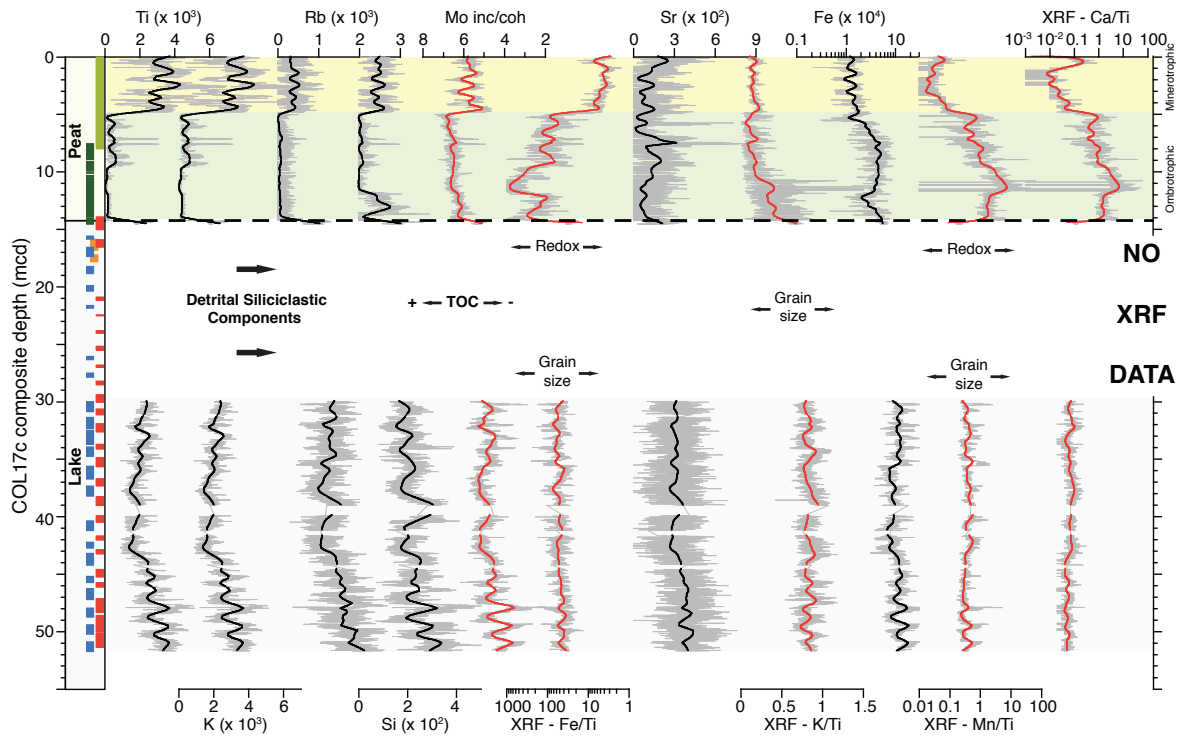 Ti (x 10³) Rb (x 10³) Mo inc/coh Sr (x 10²) Fe (x 10⁴) XRF - Ca/Ti
0 2 4 0 1 2 8 6 4 2 0 3 6 9 0.1 1 10 10⁻³ 10⁻² 0.1 1 10 100
0
Minerotrophic
Peat
10
Ombrotrophic
Redox Redox NO
COL17c composite depth (mcd)
20
Detrital Siliciclastic
Components
+ TOC -
Grain
size
XRF
Grain
size
Grain
size
DATA
30
Lake
40
50
0 2 4 6 0 2 4 1000 100 10 1 0 0.5 1 1.5 0.01 0.1 1 10 100
K (x 10³) Si (x 10²) XRF - Fe/Ti XRF - K/Ti XRF - Mn/Ti